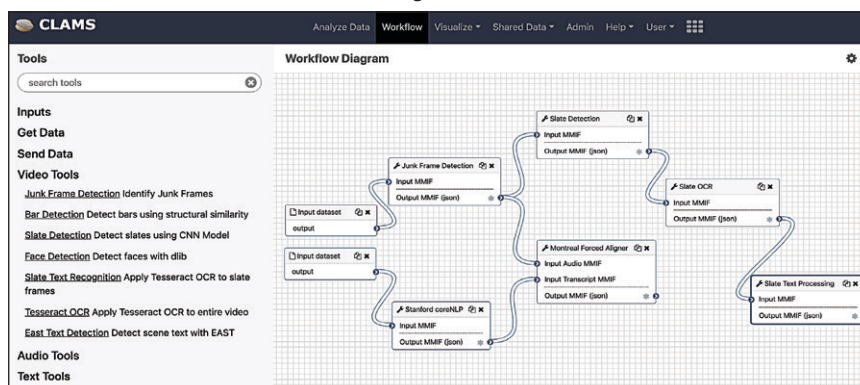 CLAMS
Analyze Data Workflow Visualize Shared Data Admin Help User
Tools
search tools
Inputs
Get Data
Send Data
Video Tools
Junk Frame Detection Identify Junk Frames
Bar Detection Detect bars using structural similarity
Slate Detection Detect slates using CNN Model
Face Detection Detect faces with dlib
Slate Text Recognition Apply Tesseract OCR to slate
frames
Tesseract OCR Apply Tesseract OCR to entire video
East Text Detection Detect scene text with EAST
Audio Tools
Text Tools
Workflow Diagram
Input dataset
output
Input dataset
output
Junk Frame Detection
Input MMIF
Output MMIF (json)
Stanford coreNLP
Input MMIF
Output MMIF (json)
Slate Detection
Input MMIF
Output MMIF (json)
Montreal Forced Aligner
Input Audio MMIF
Input Transcript MMIF
Output MMIF (json)
Slate OCR
Input MMIF
Output MMIF (json)
Slate Text Processing
Input MMIF
Output MMIF (json)